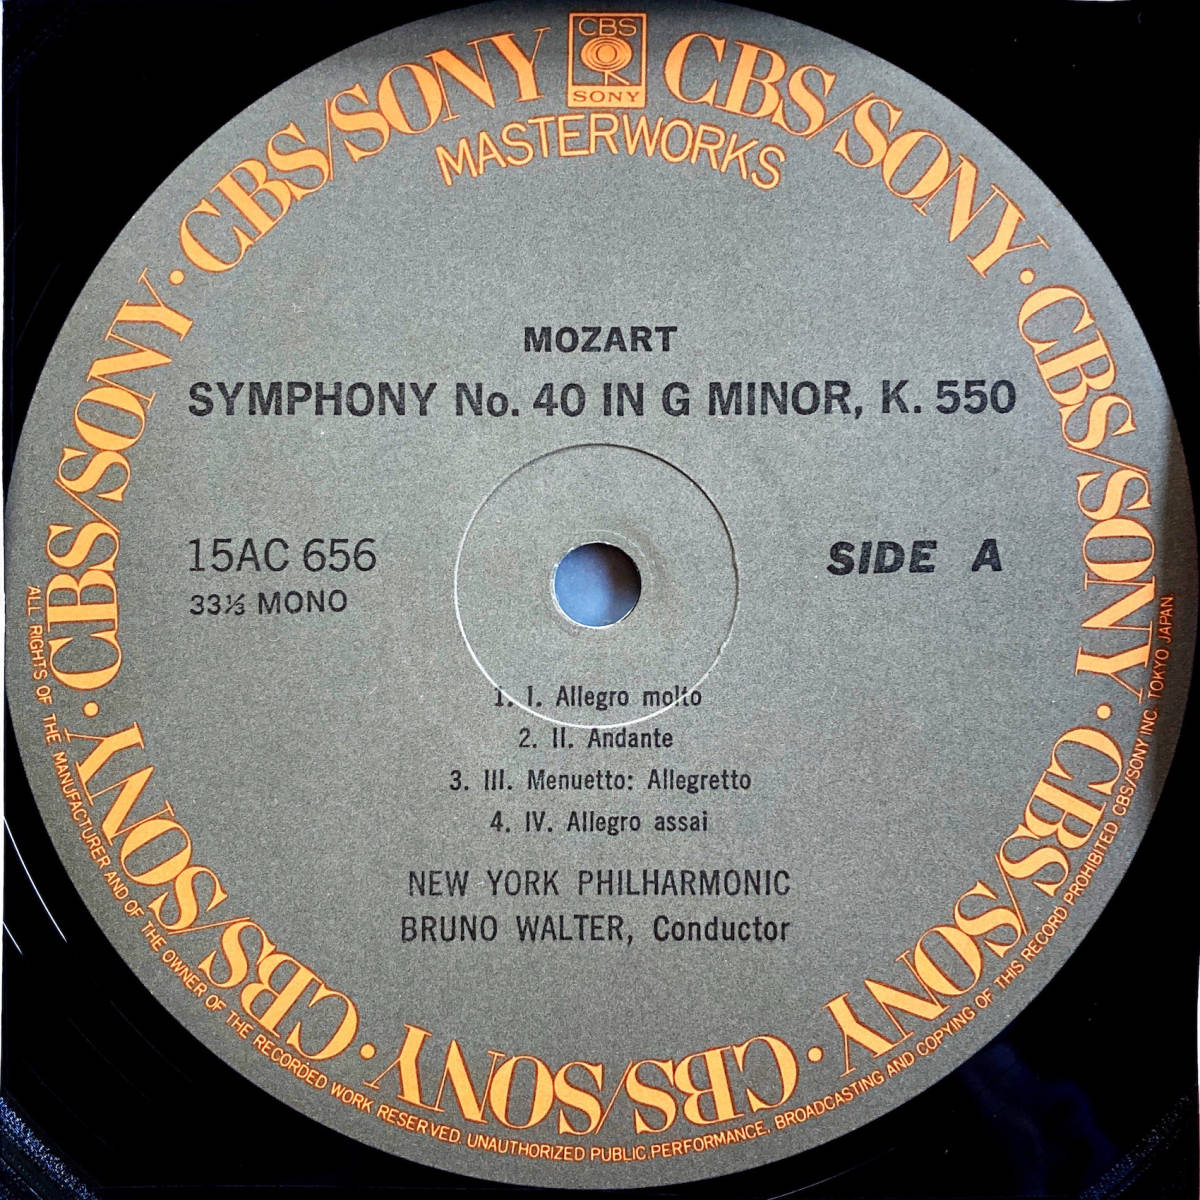 CBS
SONY
CBS/SONY · CBS/SONY · CBS/SONY · CBS/SONY · CBS/SONY · CBS/SONY · CBS/SONY · CBS/SONY
MASTERWORKS
MOZART
SYMPHONY No. 40 IN G MINOR, K. 550
15AC 656
33⅓ MONO
SIDE A
1. I. Allegro molto
2. II. Andante
3. III. Menuetto: Allegretto
4. IV. Allegro assai
NEW YORK PHILHARMONIC
BRUNO WALTER, Conductor
ALL RIGHTS OF THE MANUFACTURER AND OF THE OWNER OF THE RECORDED WORK RESERVED. UNAUTHORIZED PUBLIC PERFORMANCE, BROADCASTING AND COPYING OF THIS RECORD PROHIBITED CBS/SONY INC. TOKYO JAPAN